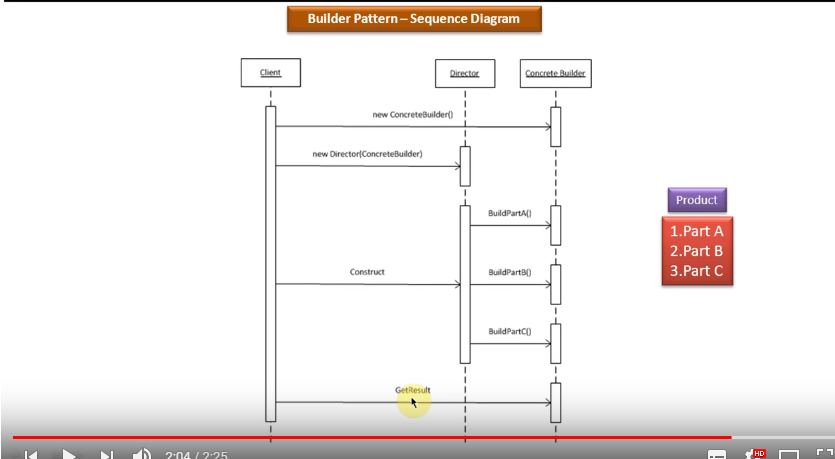 Builder Pattern – Sequence Diagram
Client
Director
Concrete Builder
new ConcreteBuilder()
new Director(ConcreteBuilder)
BuildPartA()
Product
1.Part A
2.Part B
3.Part C
Construct
BuildPartB()
BuildPartC()
GetResult
2:04 / 2:25
HD